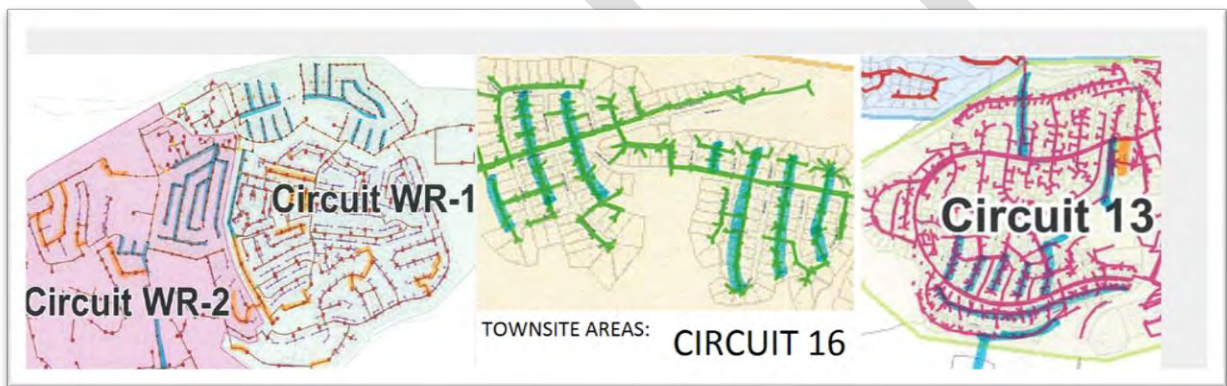 Circuit WR-1
Circuit WR-2
TOWNSITE AREAS: CIRCUIT 16
Circuit 13